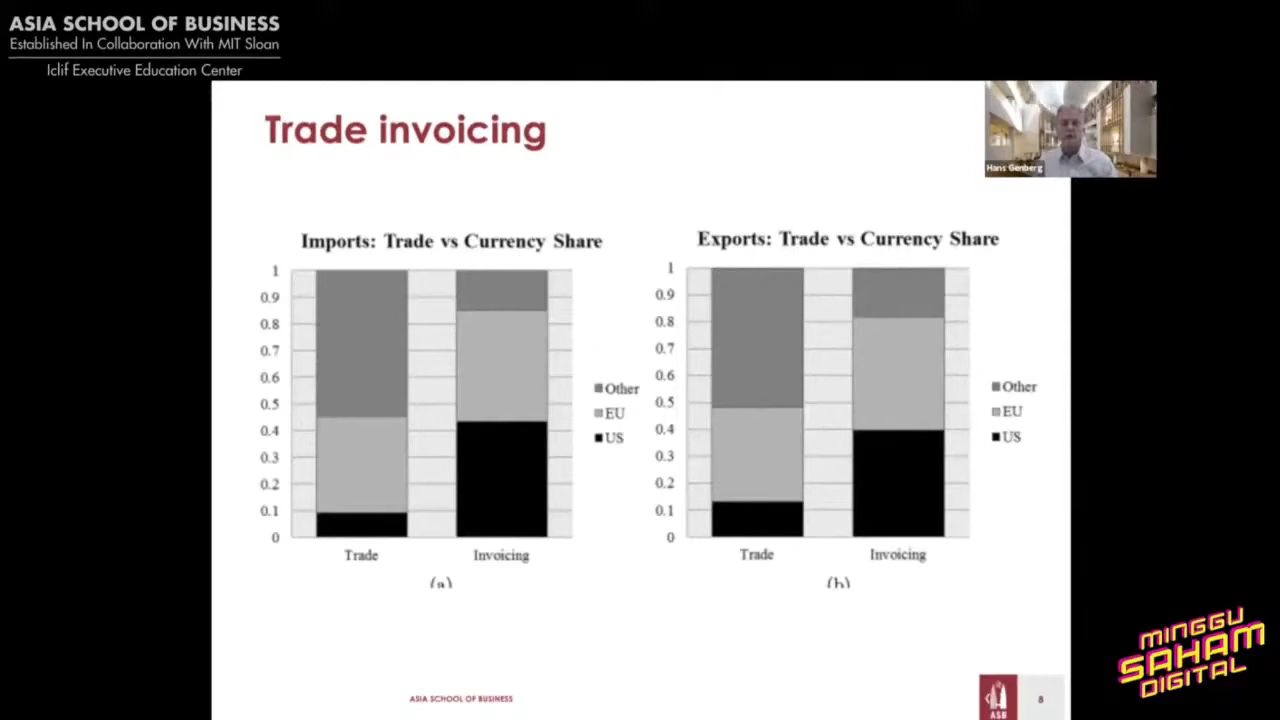 ASIA SCHOOL OF BUSINESS
Established In Collaboration With MIT Sloan
Iclif Executive Education Center
Trade invoicing
Hans Genberg
Imports: Trade vs Currency Share
1
0.9
0.8
0.7
0.6
0.5
0.4
0.3
0.2
0.1
0
Trade Invoicing
Other
EU
US
(a)
Exports: Trade vs Currency Share
1
0.9
0.8
0.7
0.6
0.5
0.4
0.3
0.2
0.1
0
Trade Invoicing
Other
EU
US
(b)
ASIA SCHOOL OF BUSINESS
ASB
8
MINGGU
SAHAM
DIGITAL